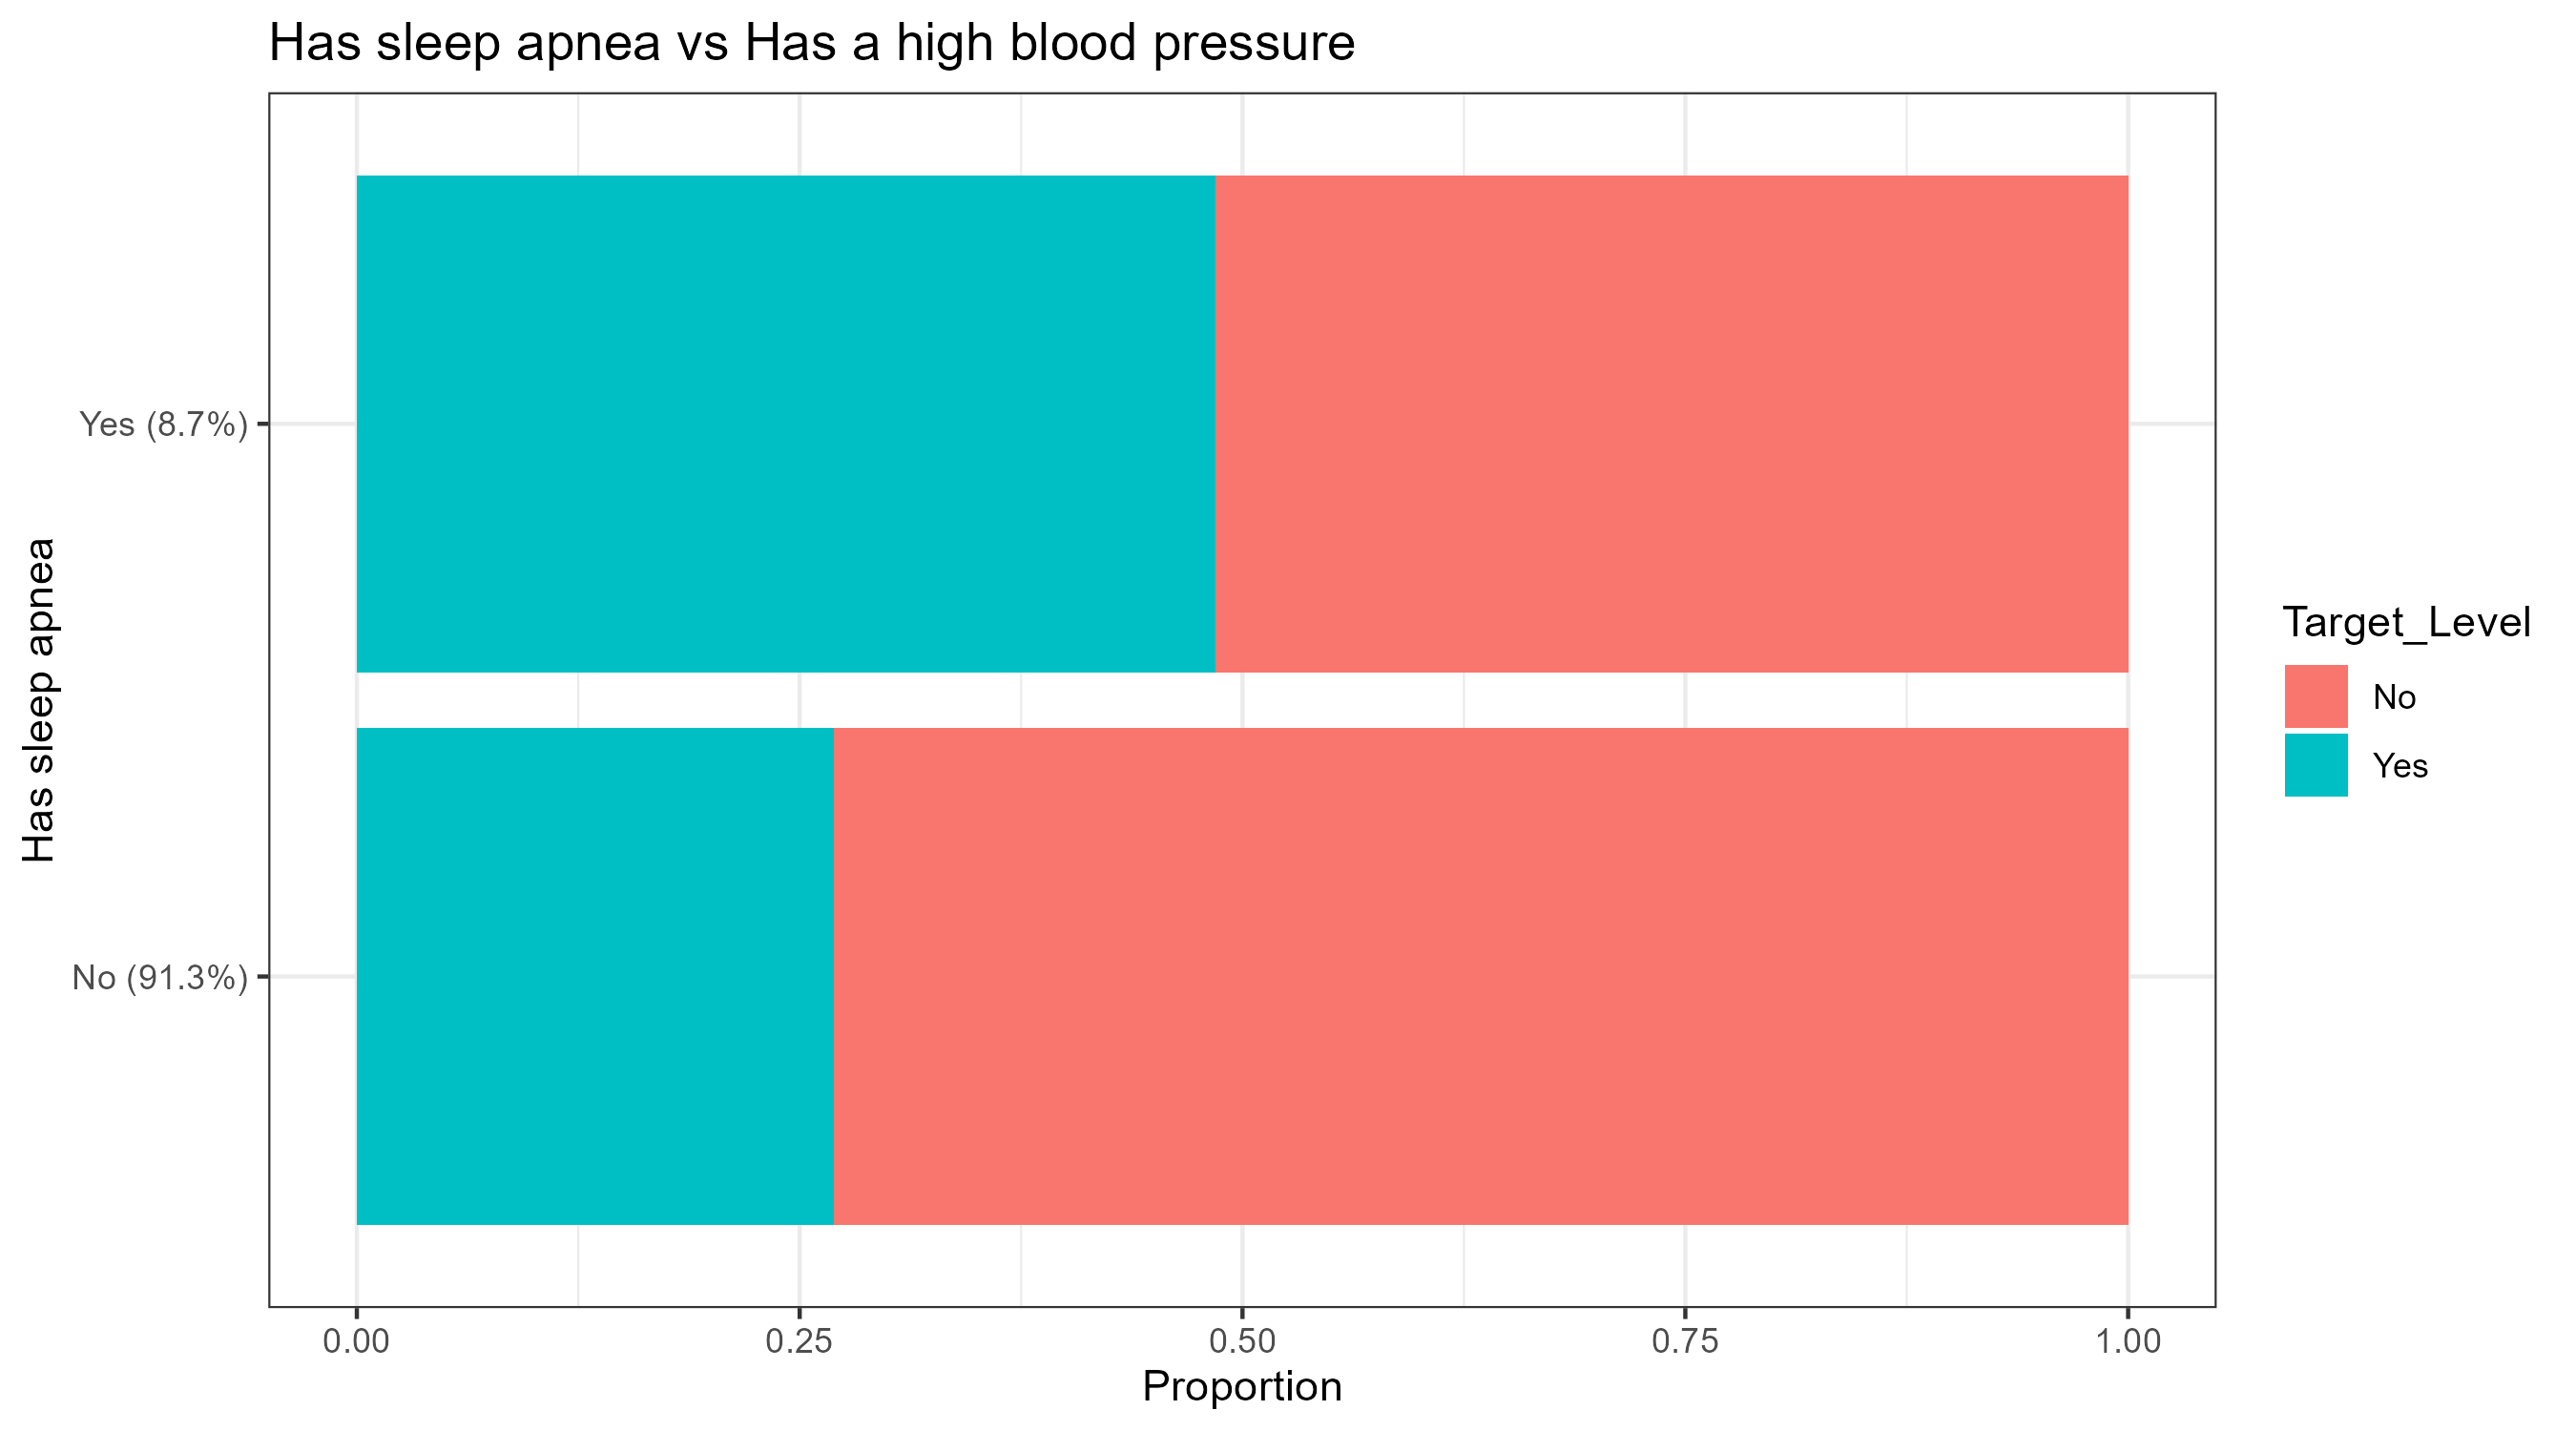 Has sleep apnea vs Has a high blood pressure
Has sleep apnea
Yes (8.7%)
No (91.3%)
0.00
0.25
0.50
0.75
1.00
Proportion
Target_Level
No
Yes